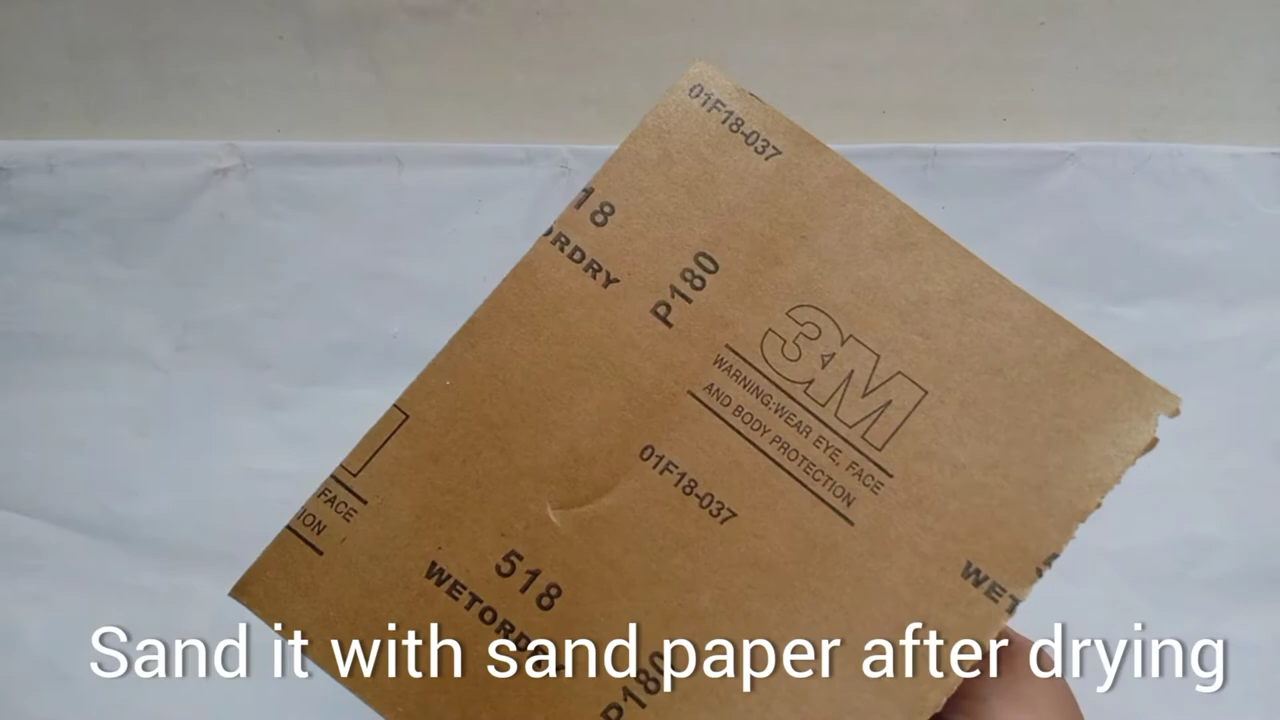 01F18-037
18
ORDRY
P180
3M
WARNING:WEAR EYE, FACE
AND BODY PROTECTION
01F18-037
FACE
ION
518
WETORD
WET
P180
Sand it with sand paper after drying